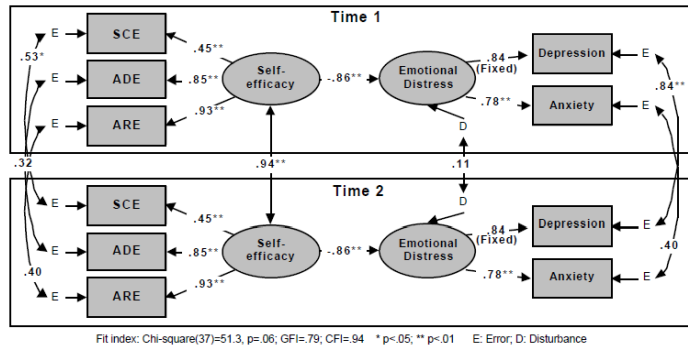 Time 1
E SCE .45** .84 Depression E
.53* (Fixed)
E ADE .85** Self-efficacy -.86** Emotional Distress .84**
E ARE .93** .78** Anxiety E
D
.32 .94** .11
Time 2
D
E SCE .45** .84 Depression E
(Fixed)
E ADE .85** Self-efficacy -.86** Emotional Distress .40
.40 E ARE .93** .78** Anxiety E
Fit index: Chi-square(37)=51.3, p=.06; GFI=.79; CFI=.94 * p<.05; ** p<.01 E: Error; D: Disturbance